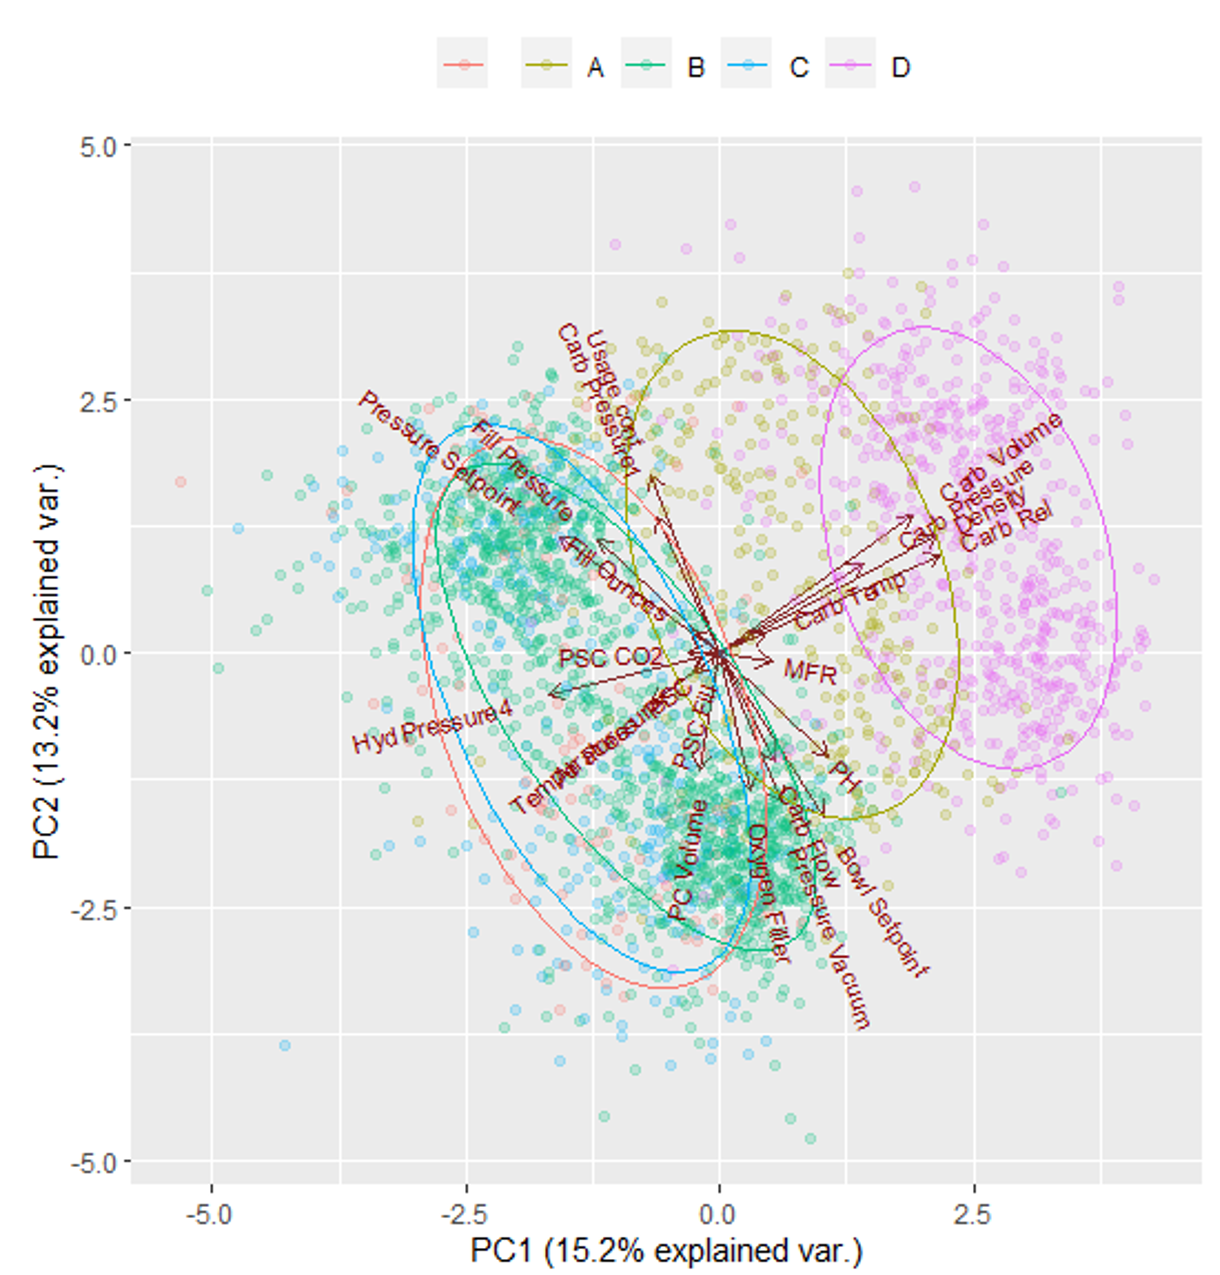 A B C D
5.0
2.5
0.0
-2.5
-5.0
PC2 (13.2% explained var.)
Usage cont
Carb Pressure1
Pressure Setpoint
Fill Pressure
Fill Ounces
Carb Volume
Carb Pressure
Density
Carb Rel
Carb Temp
PSC CO2
MFR
Hyd Pressure4
PSC
PSC Fill
PH
PC Volume
Oxygen Filler
Carb Flow
Pressure Vacuum
Bowl Setpoint
-5.0 -2.5 0.0 2.5
PC1 (15.2% explained var.)